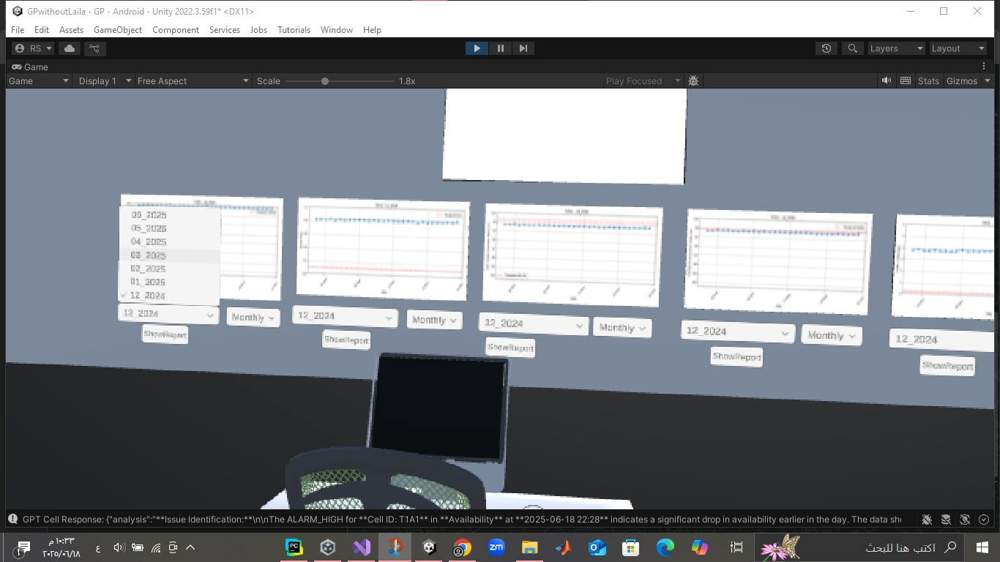 GPwithoutLaila - GP - Android - Unity 2022.3.59f1* <DX11>
File Edit Assets GameObject Component Services Jobs Tutorials Window Help
RS Layers Layout
Game
Game Display 1 Free Aspect Scale 1.8x Play Focused Stats Gizmos
06_2025
05_2025
04_2025
03_2025
02_2025
01_2025
12_2024
12_2024 Monthly 12_2024 Monthly 12_2024 Monthly 12_2024 Monthly 12_2024
ShowReport ShowReport ShowReport ShowReport ShowReport
GPT Cell Response: {"analysis":"**Issue Identification:**\n\nThe ALARM_HIGH for **Cell ID: T1A1** in **Availability** at **2025-06-18 22:28** indicates a significant drop in availability earlier in the day. The data sh
١٠:٣٣ م
٢٠٢٥/٠٦/١٨
ع
PC
zm
اكتب هنا للبحث